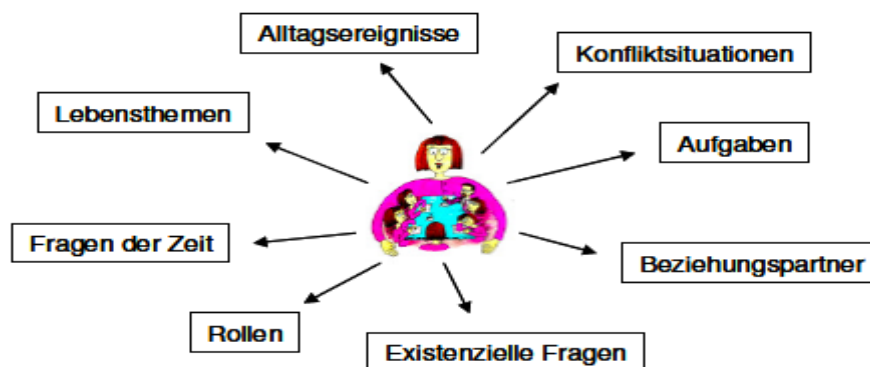 Alltagsereignisse
Konfliktsituationen
Lebensthemen
Aufgaben
Fragen der Zeit
Beziehungspartner
Rollen
Existenzielle Fragen